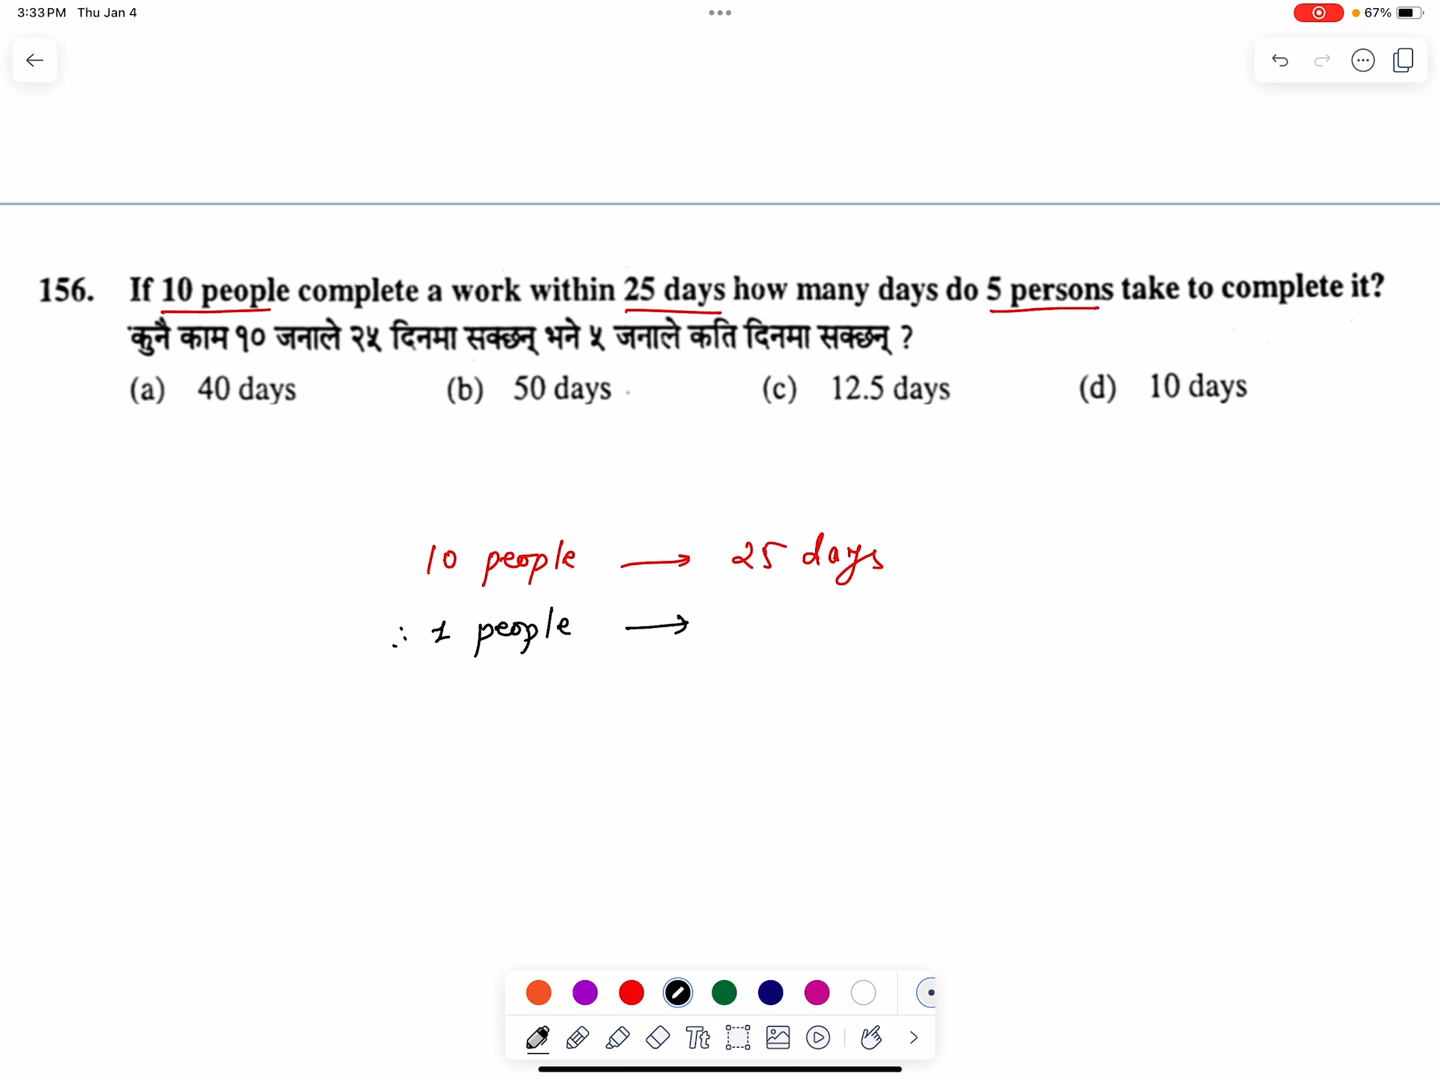 3:33 PM Thu Jan 4
67%
156. If 10 people complete a work within 25 days how many days do 5 persons take to complete it?
कुनै काम १० जनाले २५ दिनमा सक्छन् भने ५ जनाले कति दिनमा सक्छन् ?
(a) 40 days (b) 50 days (c) 12.5 days (d) 10 days
10 people → 25 days
∴ 1 people →
Tt